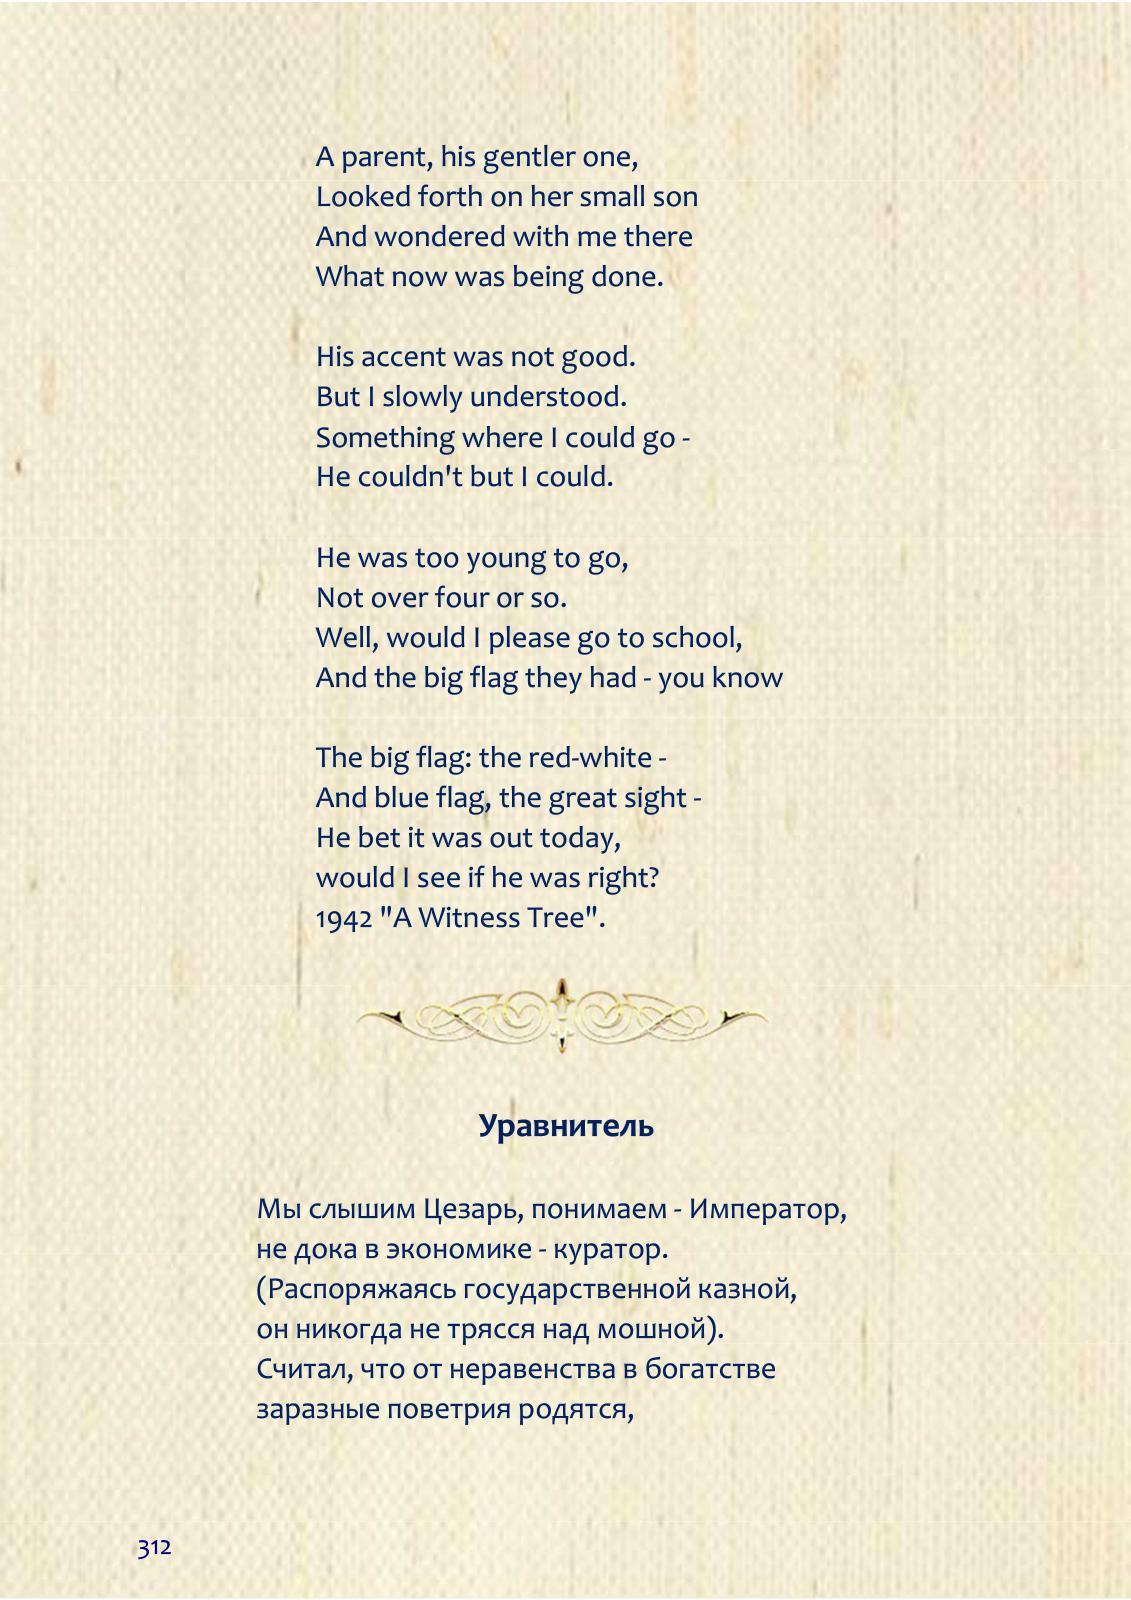 A parent, his gentler one,
Looked forth on her small son
And wondered with me there
What now was being done.
His accent was not good.
But I slowly understood.
Something where I could go -
He couldn't but I could.
He was too young to go,
Not over four or so.
Well, would I please go to school,
And the big flag they had - you know
The big flag: the red-white -
And blue flag, the great sight -
He bet it was out today,
would I see if he was right?
1942 "A Witness Tree".
Уравнитель
Мы слышим Цезарь, понимаем - Император,
не дока в экономике - куратор.
(Распоряжаясь государственной казной,
он никогда не трясся над мошной).
Считал, что от неравенства в богатстве
заразные поветрия родятся,
312